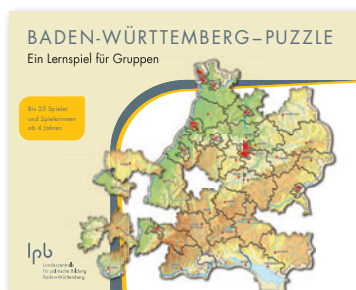 BADEN-WÜRTTEMBERG–PUZZLE
Ein Lernspiel für Gruppen
Bis 25 Spieler
und Spielerinnen
ab 4 Jahren
lpb
Landeszentrale
für politische Bildung
Baden-Württemberg